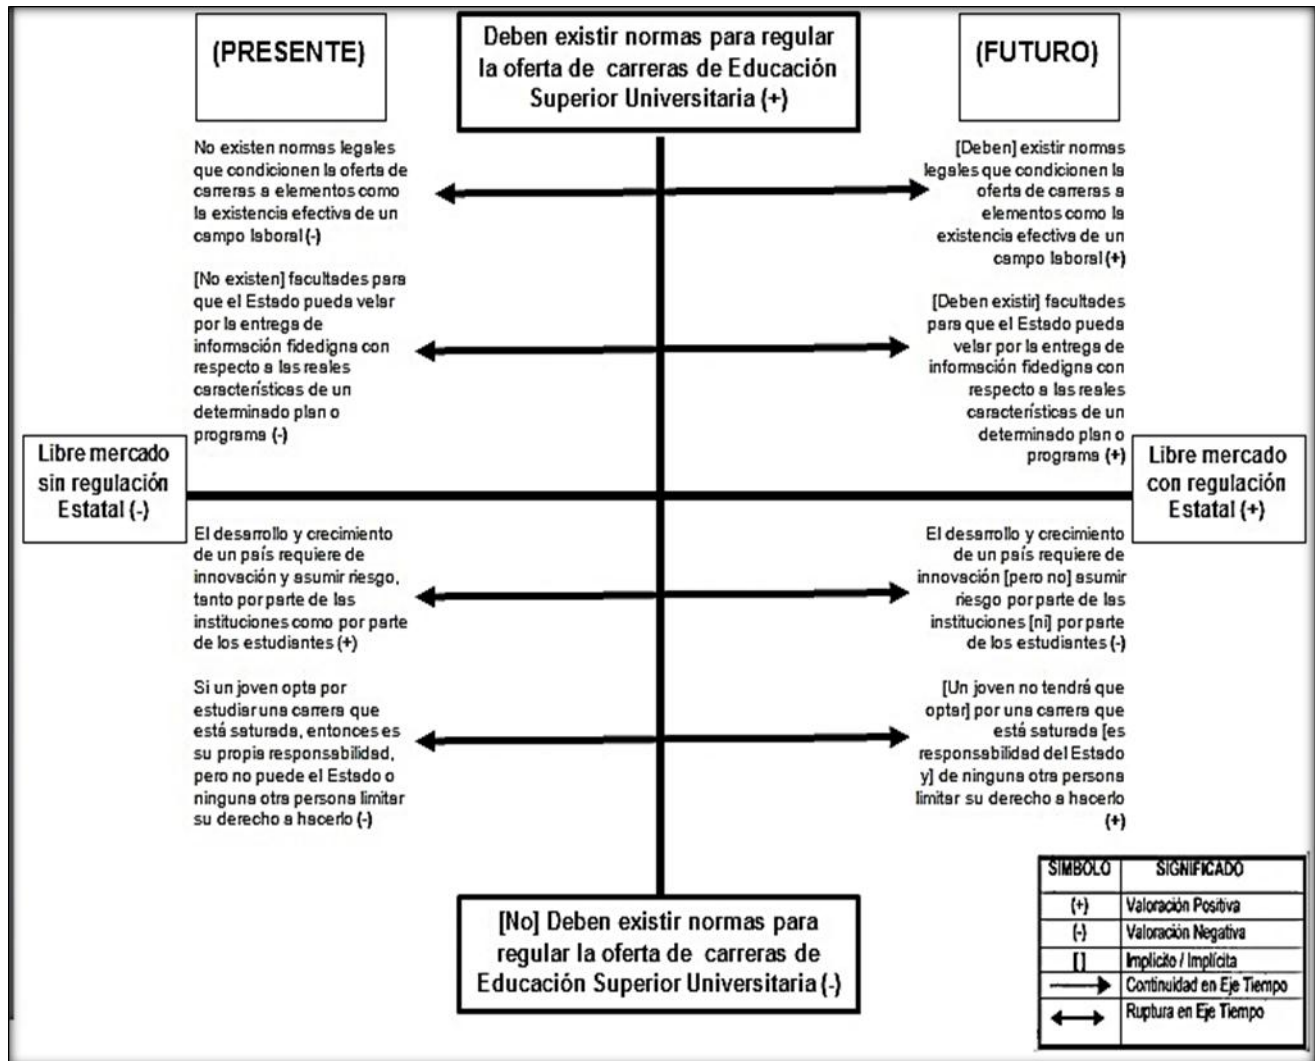 (PRESENTE)
Deben existir normas para regular
la oferta de carreras de Educación
Superior Universitaria (+)
(FUTURO)
No existen normas legales
que condicionen la oferta de
carreras a elementos como
la existencia efectiva de un
campo laboral (-)
[Deben] existir normas
legales que condicionen la
oferta de carreras a
elementos como la
existencia efectiva de un
campo laboral (+)
[No existen] facultades para
que el Estado pueda velar
por la entrega de
información fidedigna con
respecto a las reales
características de un
determinado plan o
programa (-)
[Deben existir] facultades
para que el Estado pueda
velar por la entrega de
información fidedigna con
respecto a las reales
características de un
determinado plan o
programa (+)
Libre mercado
sin regulación
Estatal (-)
Libre mercado
con regulación
Estatal (+)
El desarrollo y crecimiento
de un país requiere de
innovación y asumir riesgo,
tanto por parte de las
instituciones como por parte
de los estudiantes (+)
El desarrollo y crecimiento
de un país requiere de
innovación [pero no] asumir
riesgo por parte de las
instituciones [ni] por parte
de los estudiantes (-)
Si un joven opta por
estudiar una carrera que
está saturada, entonces es
su propia responsabilidad,
pero no puede el Estado o
ninguna otra persona limitar
su derecho a hacerlo (-)
[Un joven no tendrá que
optar] por una carrera que
está saturada [es
responsabilidad del Estado
y] de ninguna otra persona
limitar su derecho a hacerlo
(+)
[No] Deben existir normas para
regular la oferta de carreras de
Educación Superior Universitaria (-)
SIMBOLO SIGNIFICADO
(+) Valoración Positiva
(-) Valoración Negativa
[ ] Implicito / Implícita
Continuidad en Eje Tiempo
Ruptura en Eje Tiempo